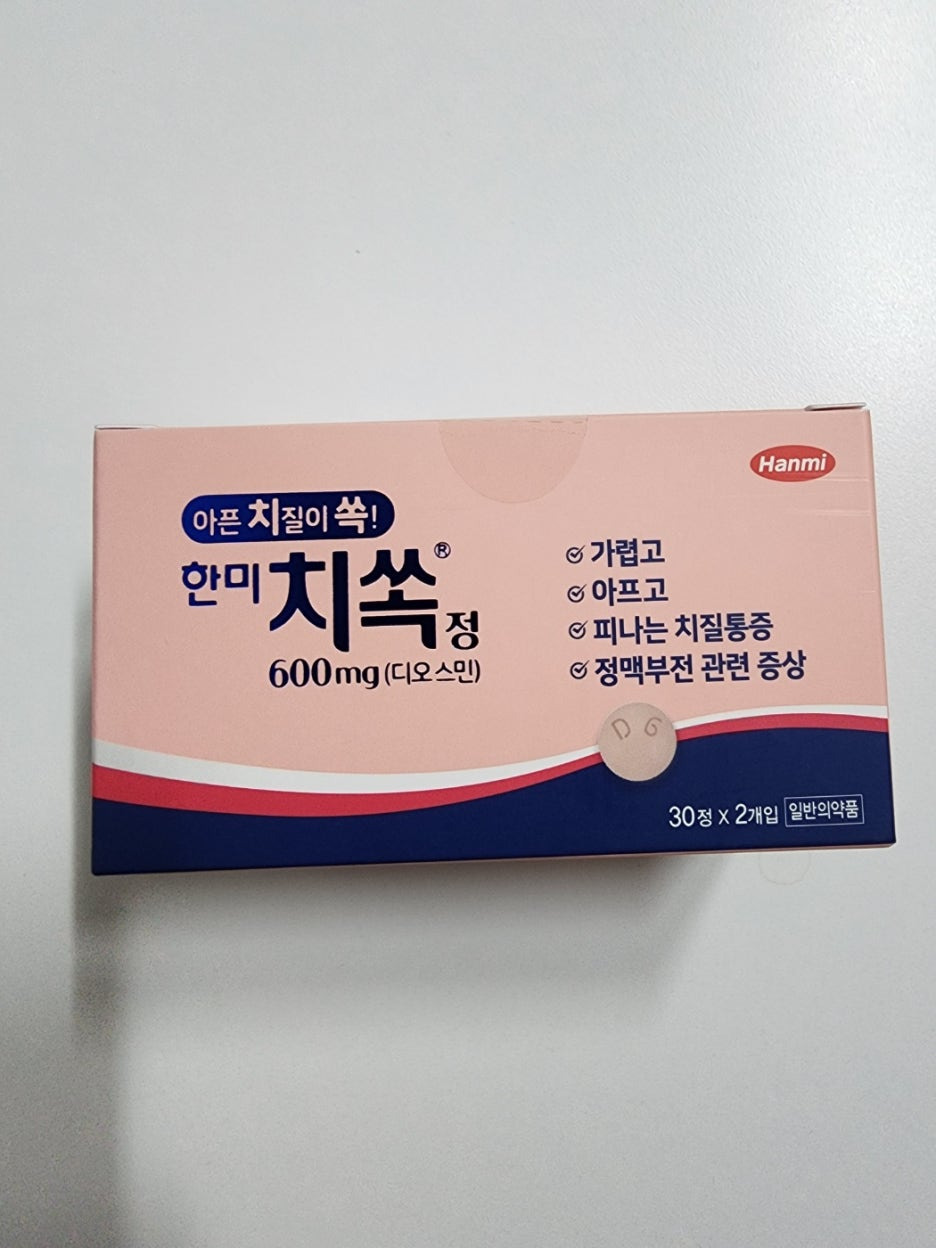 Hanmi
아픈 치질이 쏙!
한미 치쏙® 정
600mg (디오스민)
가렵고
아프고
피나는 치질통증
정맥부전 관련 증상
D 6
30정 X 2개입 일반의약품